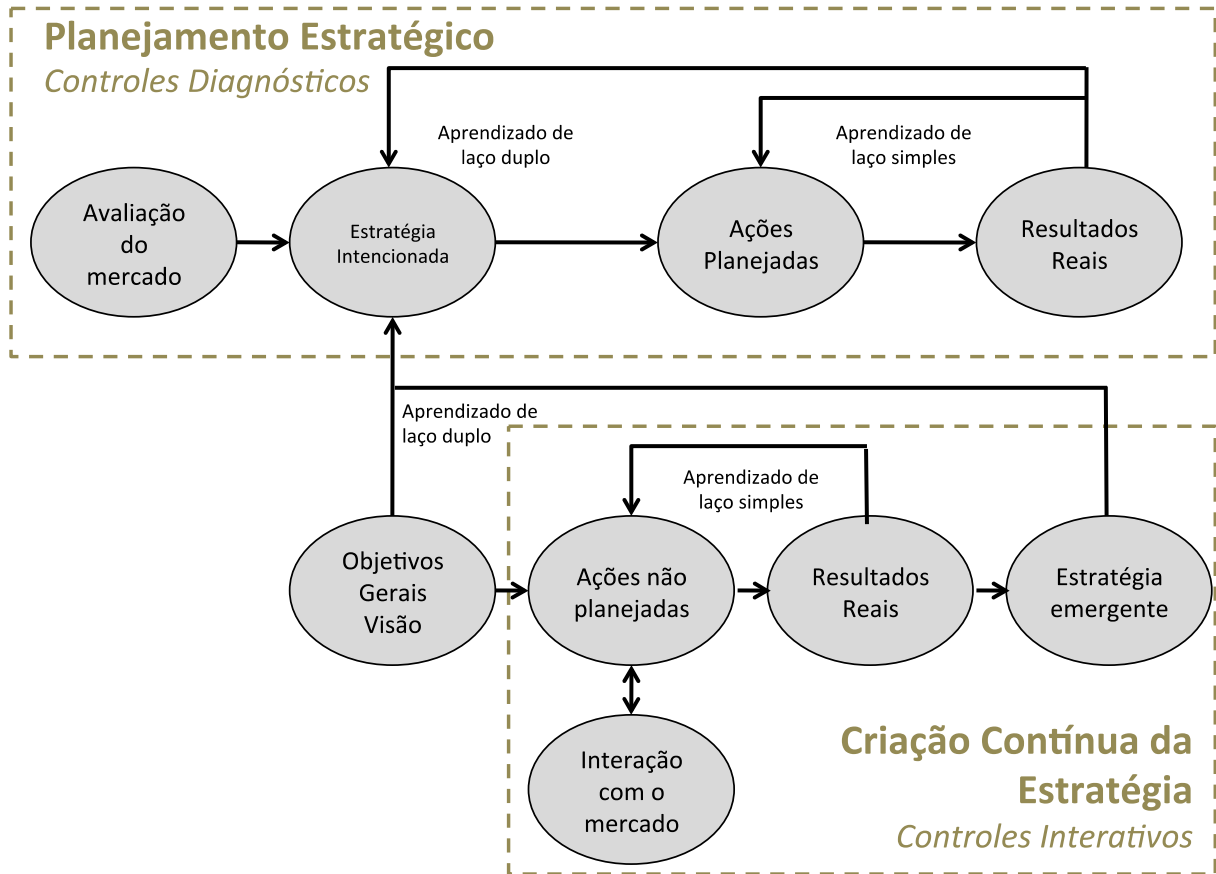 Planejamento Estratégico
Controles Diagnósticos
Aprendizado de
laço duplo
Aprendizado de
laço simples
Avaliação
do
mercado
Estratégia
Intencionada
Ações
Planejadas
Resultados
Reais
Aprendizado de
laço duplo
Aprendizado de
laço simples
Objetivos
Gerais
Visão
Ações não
planejadas
Resultados
Reais
Estratégia
emergente
Interação
com o
mercado
Criação Contínua da
Estratégia
Controles Interativos